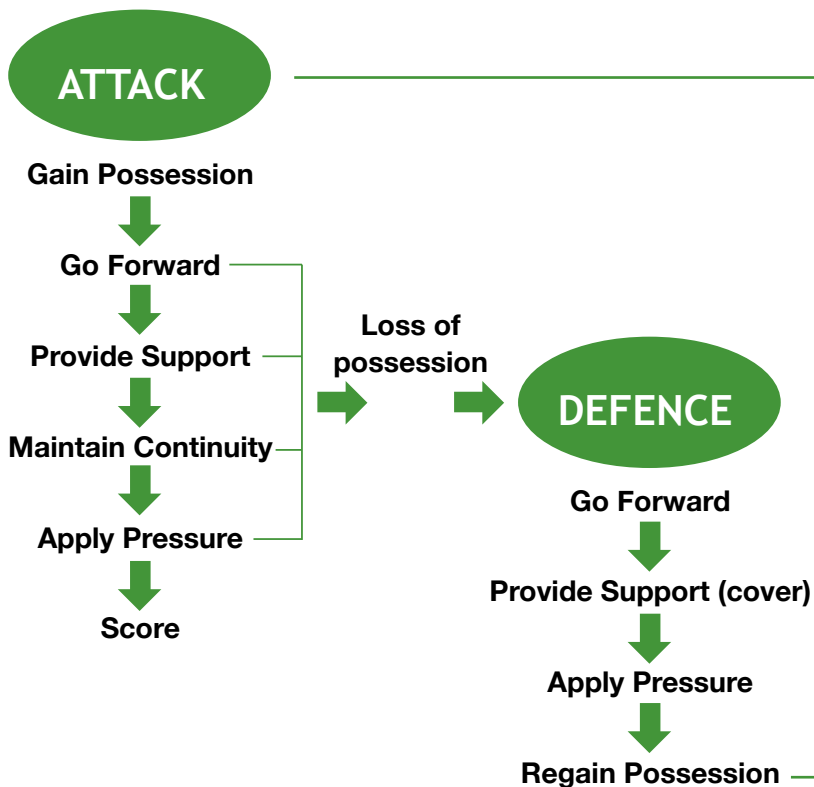 ATTACK
Gain Possession
Go Forward
Provide Support
Maintain Continuity
Apply Pressure
Score
Loss of
possession
DEFENCE
Go Forward
Provide Support (cover)
Apply Pressure
Regain Possession